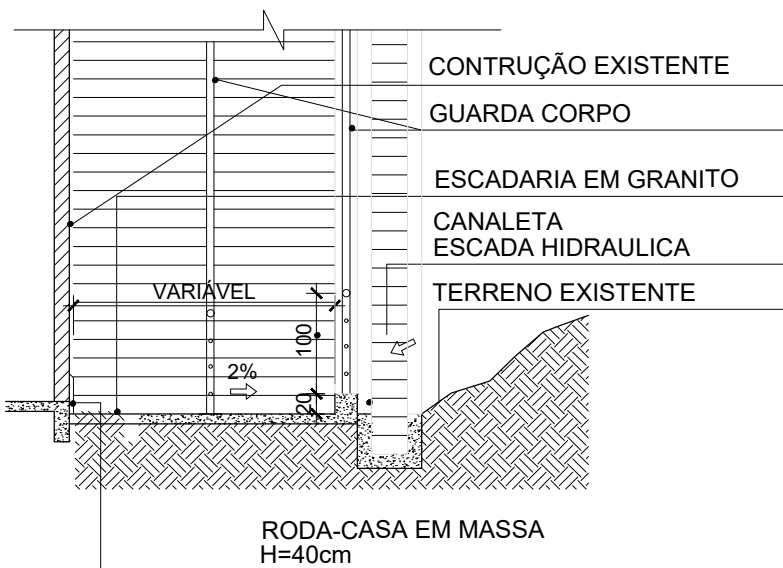 CONTRUÇÃO EXISTENTE
GUARDA CORPO
ESCADARIA EM GRANITO
CANALETA
ESCADA HIDRAULICA
VARIÁVEL
TERRENO EXISTENTE
100
2%
20
RODA-CASA EM MASSA
H=40cm